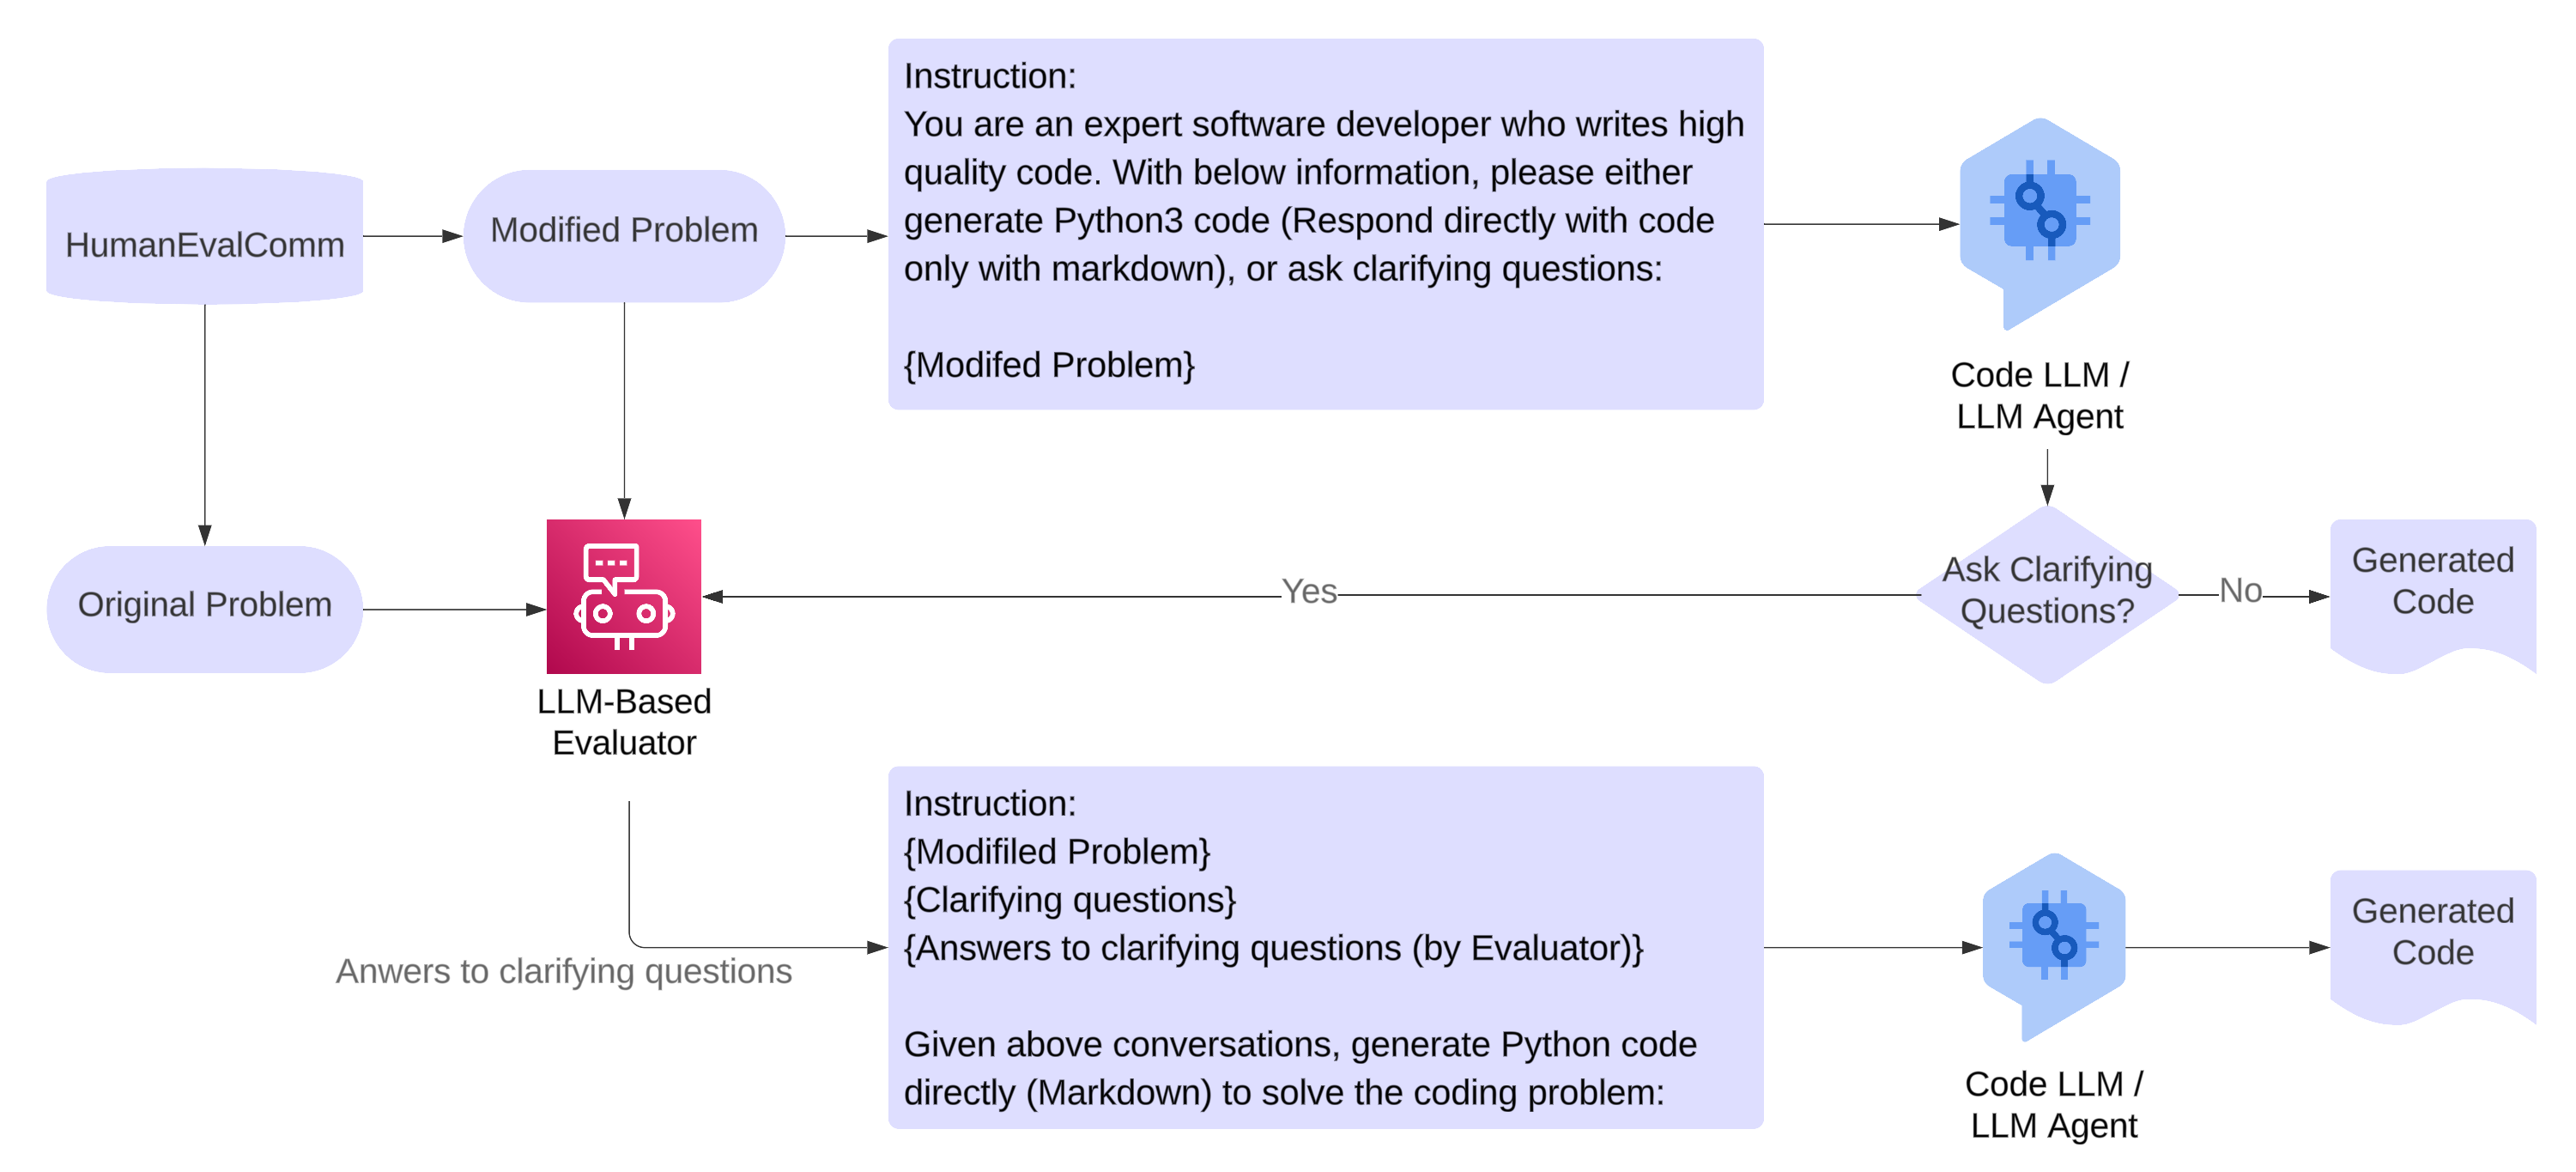 HumanEvalComm
Modified Problem
Instruction:
You are an expert software developer who writes high
quality code. With below information, please either
generate Python3 code (Respond directly with code
only with markdown), or ask clarifying questions:
{Modifed Problem}
Code LLM /
LLM Agent
Original Problem
LLM-Based
Evaluator
Yes
Ask Clarifying
Questions?
No
Generated
Code
Anwers to clarifying questions
Instruction:
{Modifiled Problem}
{Clarifying questions}
{Answers to clarifying questions (by Evaluator)}
Given above conversations, generate Python code
directly (Markdown) to solve the coding problem:
Code LLM /
LLM Agent
Generated
Code